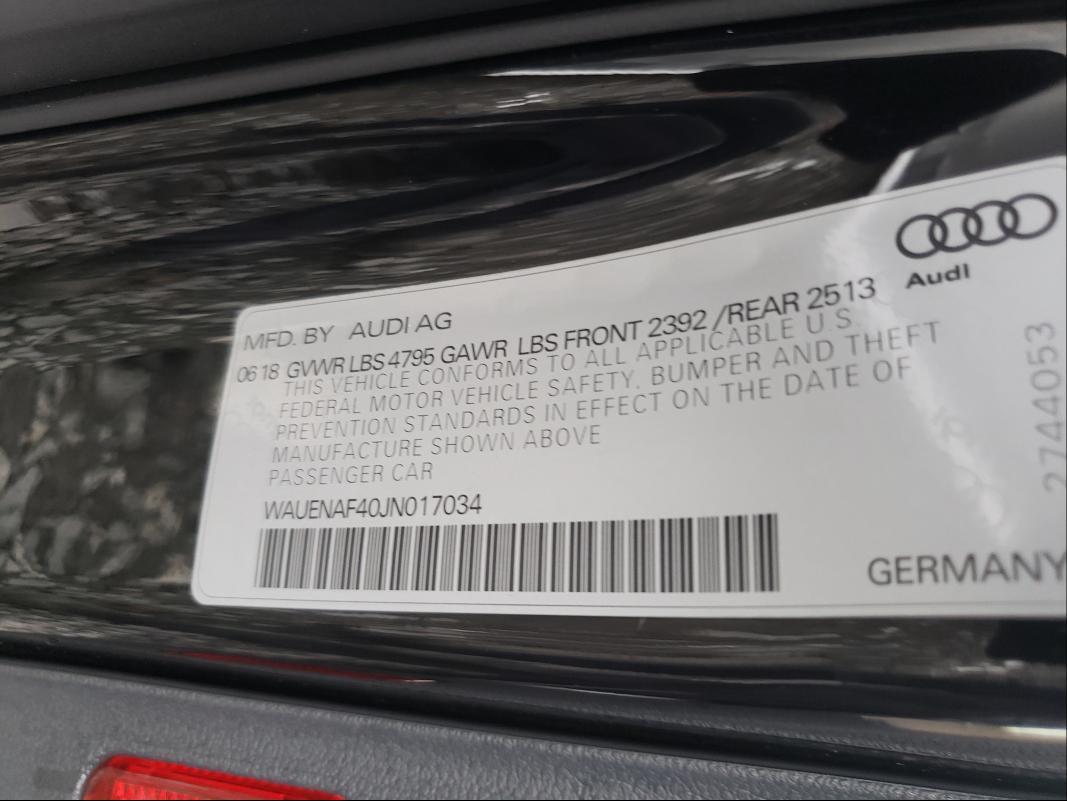 Audi
MFD. BY AUDI AG
06 18 GVWR LBS 4795 GAWR LBS FRONT 2392 /REAR 2513
THIS VEHICLE CONFORMS TO ALL APPLICABLE U.S.
FEDERAL MOTOR VEHICLE SAFETY, BUMPER AND THEFT
PREVENTION STANDARDS IN EFFECT ON THE DATE OF
MANUFACTURE SHOWN ABOVE
PASSENGER CAR
WAUENAF40JN017034
GERMANY
2744053